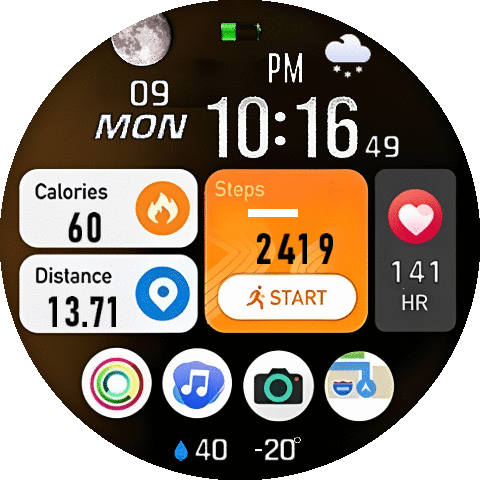 PM
09
MON
10:16 49
Calories
60
Steps
2419
START
Distance
13.71
141
HR
40 -20°